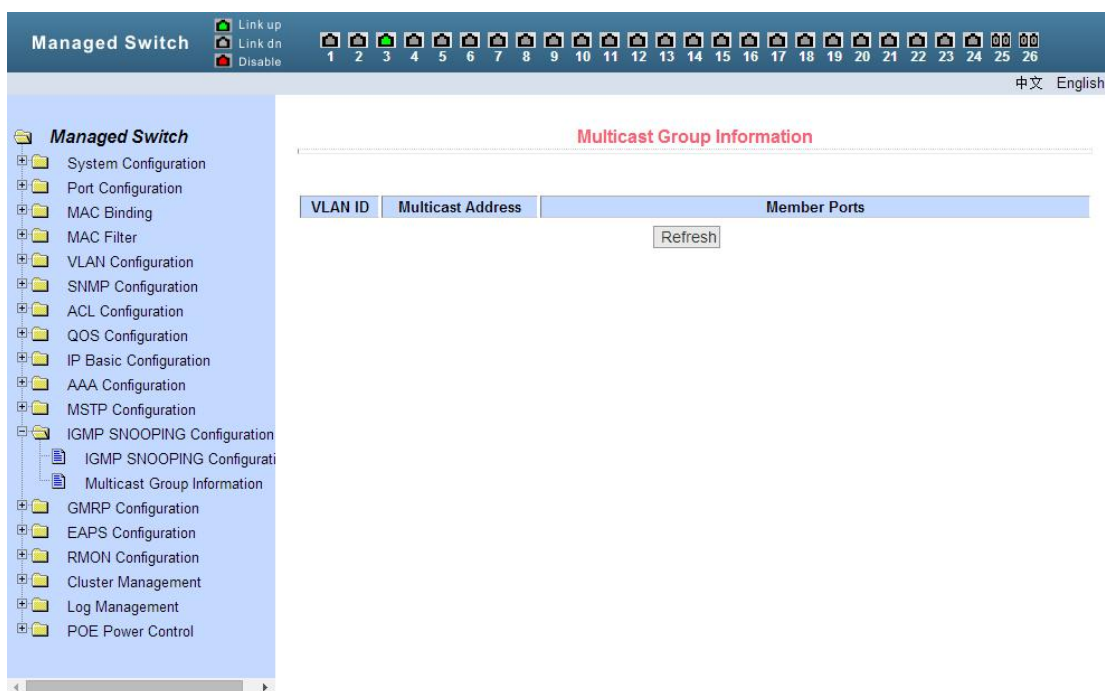 Link up
Managed Switch
Link dn
Disable
1 2 3 4 5 6 7 8 9 10 11 12 13 14 15 16 17 18 19 20 21 22 23 24 25 26
中文 English
Managed Switch
System Configuration
Port Configuration
MAC Binding
MAC Filter
VLAN Configuration
SNMP Configuration
ACL Configuration
QOS Configuration
IP Basic Configuration
AAA Configuration
MSTP Configuration
IGMP SNOOPING Configuration
IGMP SNOOPING Configurati
Multicast Group Information
GMRP Configuration
EAPS Configuration
RMON Configuration
Cluster Management
Log Management
POE Power Control
Multicast Group Information
VLAN ID Multicast Address Member Ports
Refresh